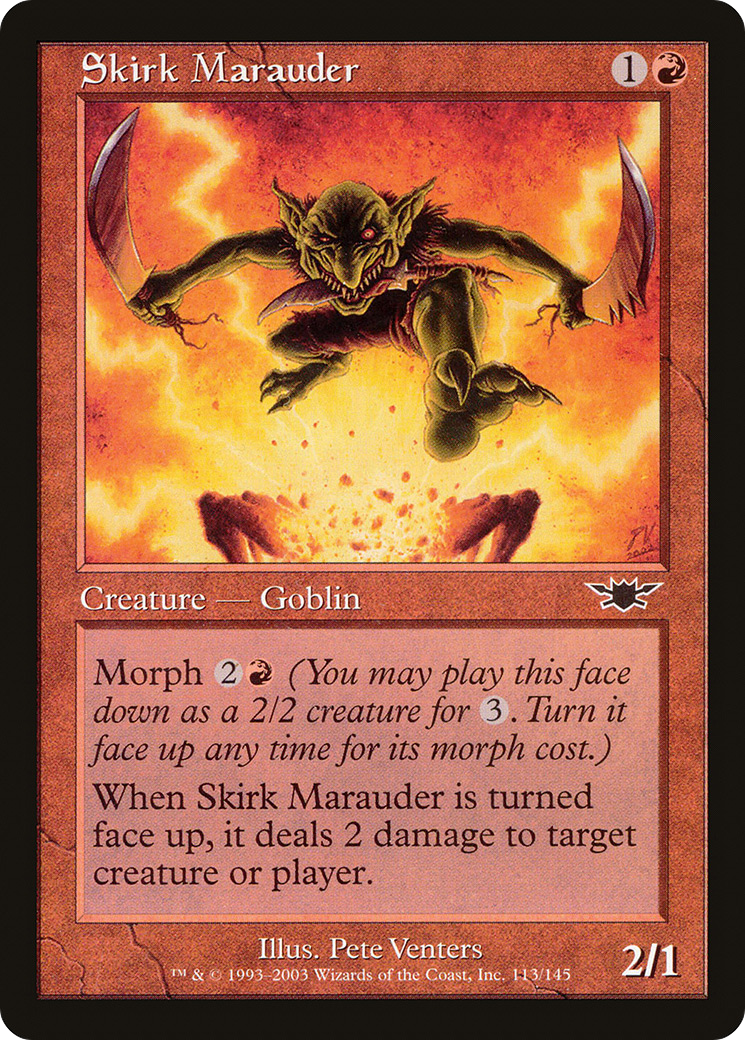 Skirk Marauder 1
Creature — Goblin
Morph 2 (You may play this face
down as a 2/2 creature for 3. Turn it
face up any time for its morph cost.)
When Skirk Marauder is turned
face up, it deals 2 damage to target
creature or player.
Illus. Pete Venters
™ & © 1993–2003 Wizards of the Coast, Inc. 113/145
2/1